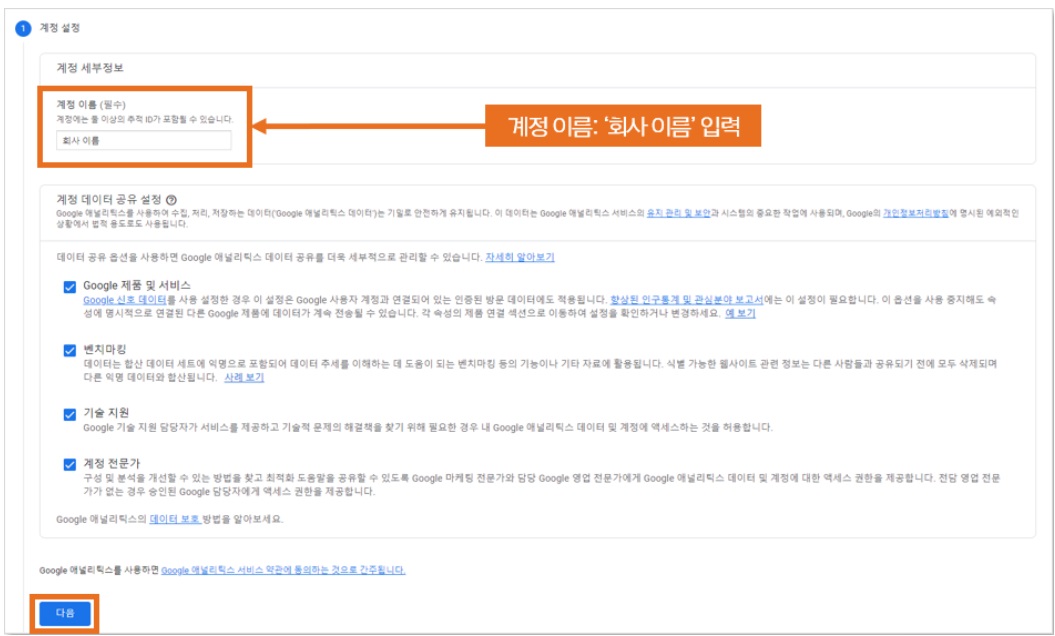 1 계정 설정
계정 세부정보
계정 이름 (필수)
계정에는 둘 이상의 추적 ID가 포함될 수 있습니다.
회사 이름
계정 이름: ‘회사 이름’ 입력
계정 데이터 공유 설정
Google 애널리틱스를 사용하여 수집, 처리, 저장하는 데이터('Google 애널리틱스 데이터')는 기밀로 안전하게 유지됩니다. 이 데이터는 Google 애널리틱스 서비스의 유지 관리 및 보안과 시스템의 중요한 작업에 사용되며, Google의 개인정보처리방침에 명시된 예외적인
상황에서 법적 용도로도 사용됩니다.
데이터 공유 옵션을 사용하면 Google 애널리틱스 데이터 공유를 더욱 세부적으로 관리할 수 있습니다. 자세히 알아보기
Google 제품 및 서비스
Google 신호 데이터를 사용 설정한 경우 이 설정은 Google 사용자 계정과 연결되어 있는 인증된 방문 데이터에도 적용됩니다. 향상된 인구통계 및 관심분야 보고서에는 이 설정이 필요합니다. 이 옵션을 사용 중지해도 속
성에 명시적으로 연결된 다른 Google 제품에 데이터가 계속 전송될 수 있습니다. 각 속성의 제품 연결 섹션으로 이동하여 설정을 확인하거나 변경하세요. 예 보기
벤치마킹
데이터는 합산 데이터 세트에 익명으로 포함되어 데이터 추세를 이해하는 데 도움이 되는 벤치마킹 등의 기능이나 기타 자료에 활용됩니다. 식별 가능한 웹사이트 관련 정보는 다른 사람들과 공유되기 전에 모두 삭제되며
다른 익명 데이터와 합산됩니다. 사례 보기
기술 지원
Google 기술 지원 담당자가 서비스를 제공하고 기술적 문제의 해결책을 찾기 위해 필요한 경우 내 Google 애널리틱스 데이터 및 계정에 액세스하는 것을 허용합니다.
계정 전문가
구성 및 분석을 개선할 수 있는 방법을 찾고 최적화 도움말을 공유할 수 있도록 Google 마케팅 전문가와 담당 Google 영업 전문가에게 Google 애널리틱스 데이터 및 계정에 대한 액세스 권한을 제공합니다. 전담 영업 전문
가가 없는 경우 승인된 Google 담당자에게 액세스 권한을 제공합니다.
Google 애널리틱스의 데이터 보호 방법을 알아보세요.
Google 애널리틱스를 사용하면 Google 애널리틱스 서비스 약관에 동의하는 것으로 간주됩니다.
다음